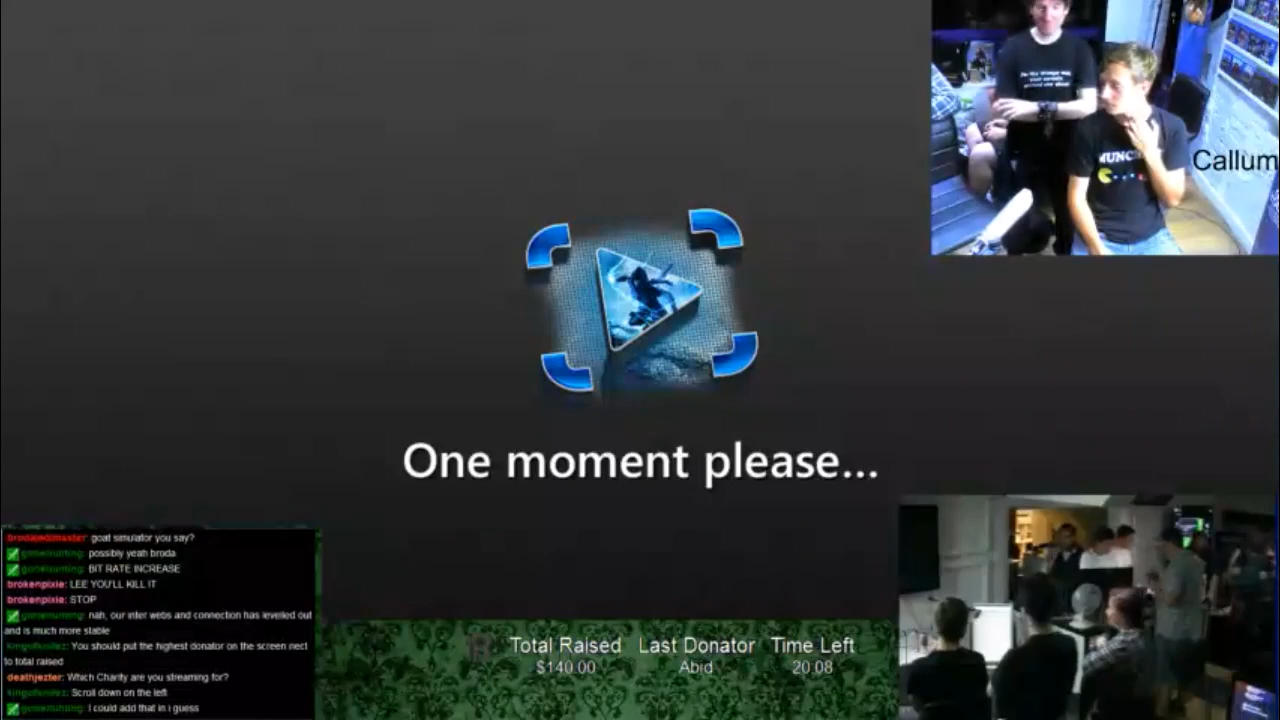 Callum
MUNCH
One moment please...
brodaledimaster: goat simulator you say?
possibly yeah broda
BIT RATE INCREASE
brokenpixie: LEE YOU'LL KILL IT
brokenpixie: STOP
nah, our inter webs and connection has levelled out
and is much more stable
You should put the highest donator on the screen nect
to total raised
deathjezter: Which Charity are you streaming for?
Scroll down on the left
I could add that in i guess
Total Raised Last Donator Time Left
$140.00 Abid 20:08